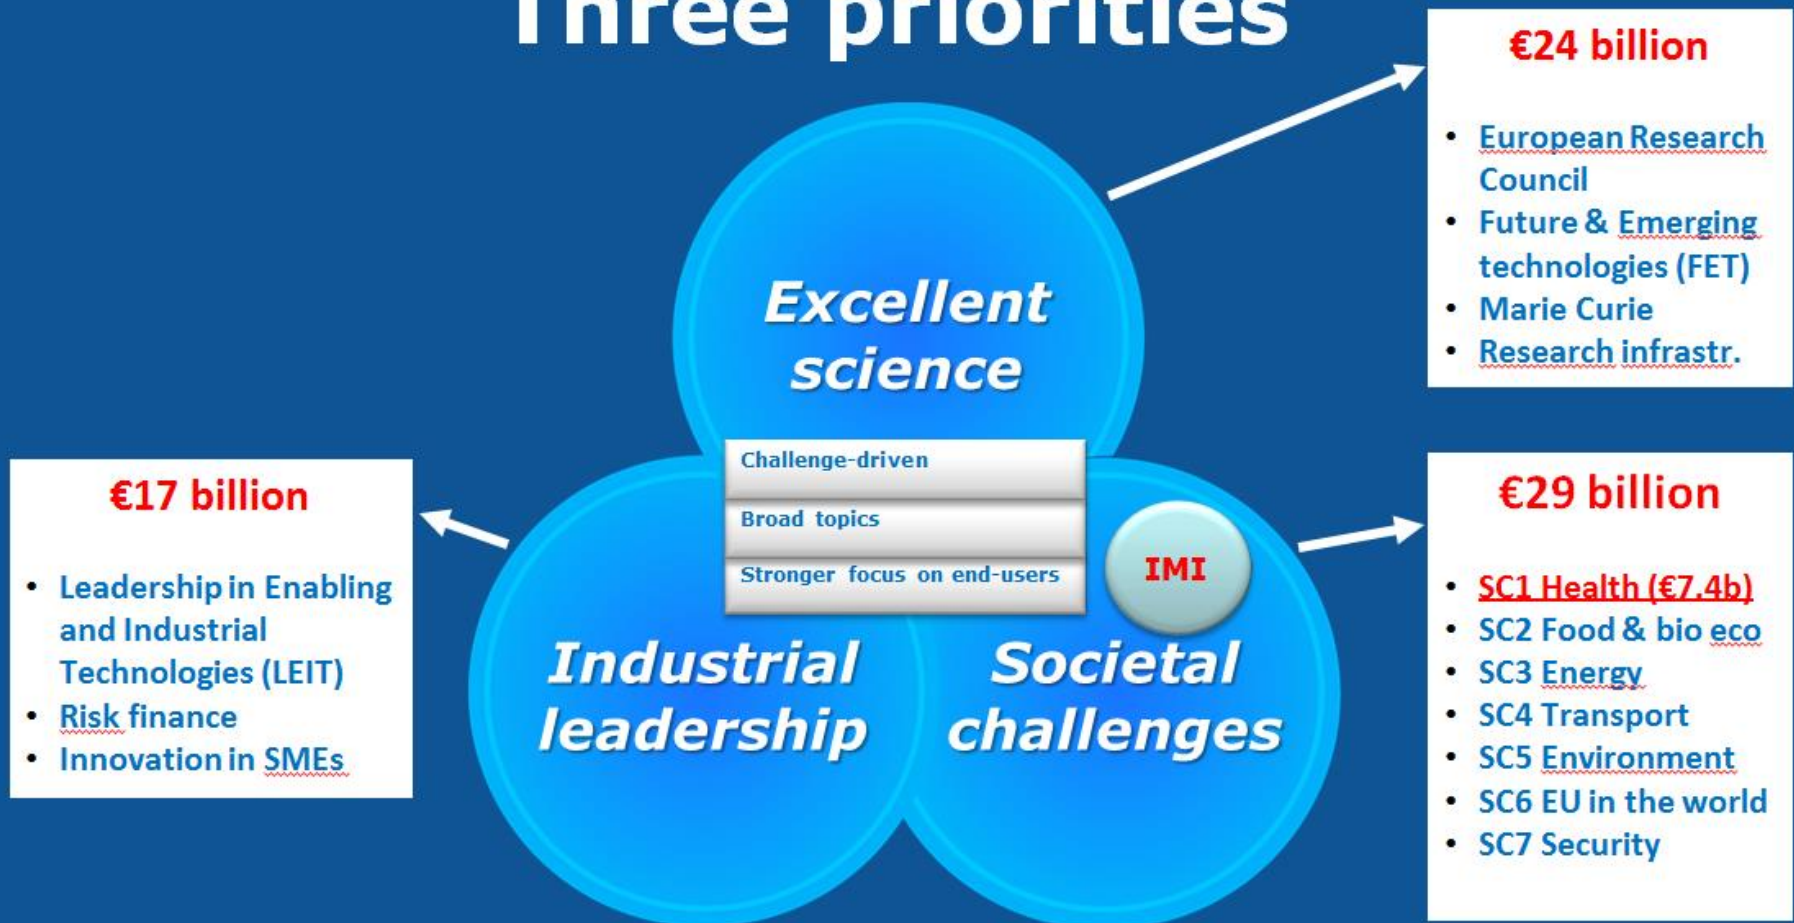 Three priorities
€24 billion
• European Research
Council
• Future & Emerging
technologies (FET)
• Marie Curie
• Research infrastr.
Excellent
science
Challenge-driven
Broad topics
Stronger focus on end-users
IMI
Industrial
leadership
Societal
challenges
€17 billion
• Leadership in Enabling
and Industrial
Technologies (LEIT)
• Risk finance
• Innovation in SMEs
€29 billion
• SC1 Health (€7.4b)
• SC2 Food & bio eco
• SC3 Energy
• SC4 Transport
• SC5 Environment
• SC6 EU in the world
• SC7 Security